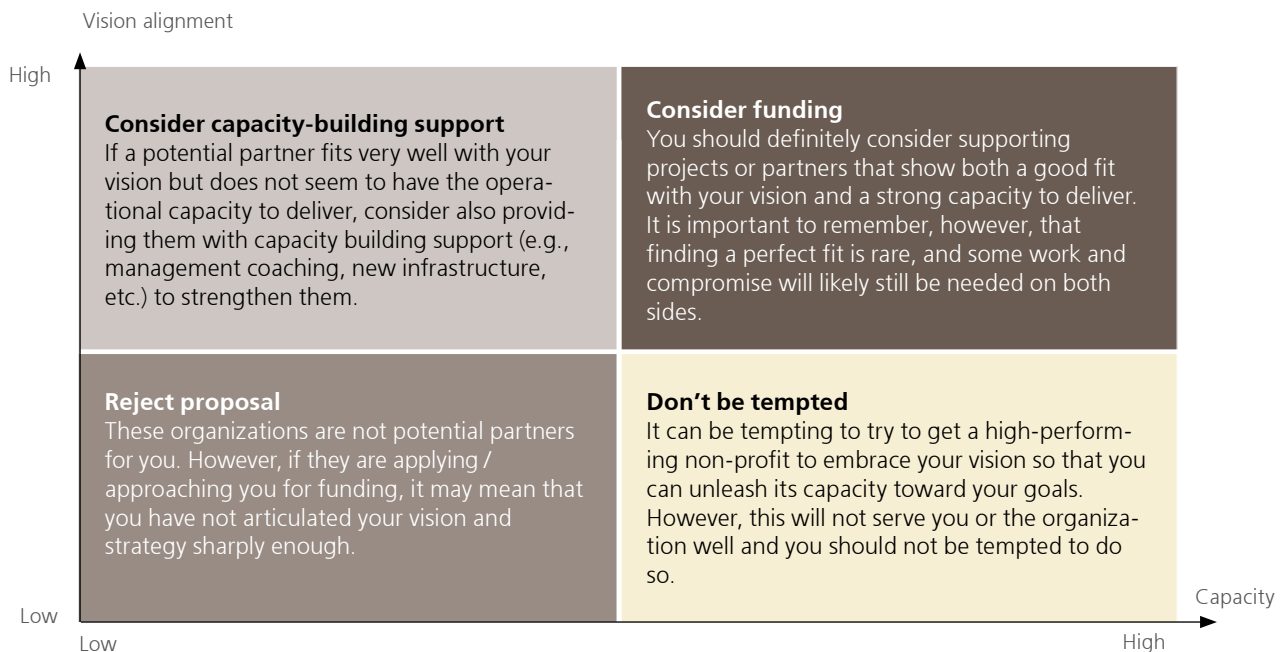 Vision alignment
High
Consider capacity-building support
If a potential partner fits very well with your
vision but does not seem to have the opera-
tional capacity to deliver, consider also provid-
ing them with capacity building support (e.g.,
management coaching, new infrastructure,
etc.) to strengthen them.
Consider funding
You should definitely consider supporting
projects or partners that show both a good fit
with your vision and a strong capacity to deliver.
It is important to remember, however, that
finding a perfect fit is rare, and some work and
compromise will likely still be needed on both
sides.
Reject proposal
These organizations are not potential partners
for you. However, if they are applying /
approaching you for funding, it may mean that
you have not articulated your vision and
strategy sharply enough.
Don’t be tempted
It can be tempting to try to get a high-perform-
ing non-profit to embrace your vision so that you
can unleash its capacity toward your goals.
However, this will not serve you or the organiza-
tion well and you should not be tempted to do
so.
Low
Capacity
Low
High